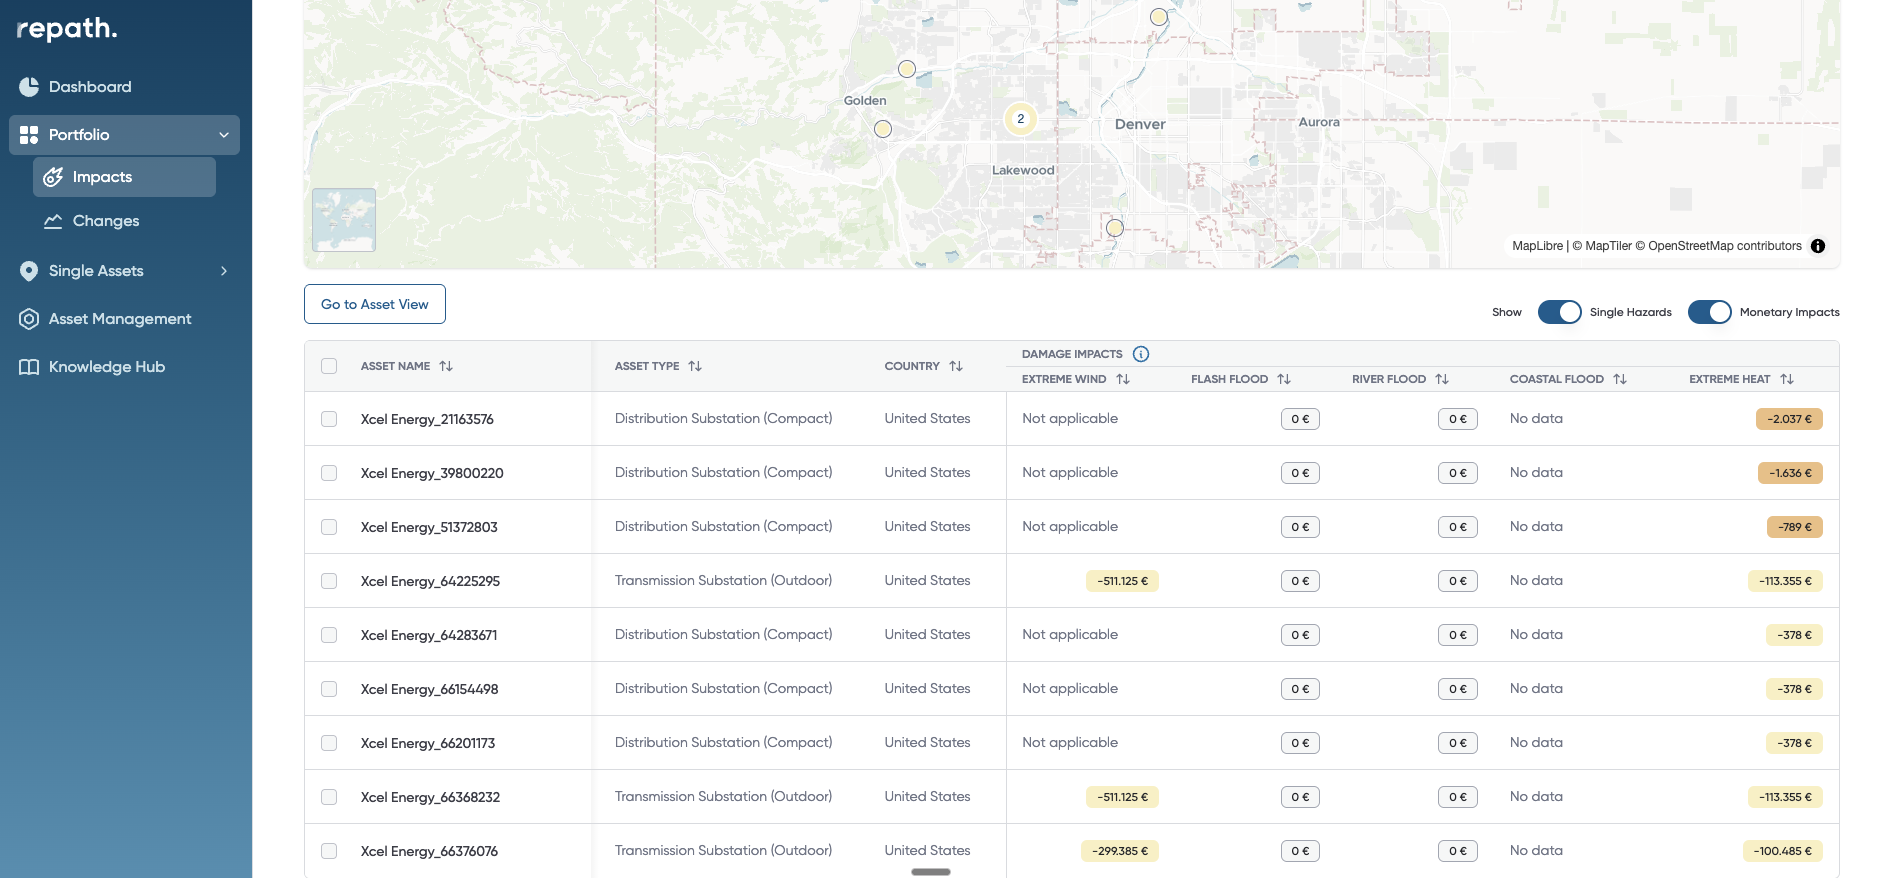 repath.
Dashboard
Portfolio
Impacts
Changes
Single Assets
Asset Management
Knowledge Hub
Golden
2
Denver
Aurora
Lakewood
MapLibre | © MapTiler © OpenStreetMap contributors
Go to Asset View
Show Single Hazards Monetary Impacts
ASSET NAME ASSET TYPE COUNTRY DAMAGE IMPACTS
EXTREME WIND FLASH FLOOD RIVER FLOOD COASTAL FLOOD EXTREME HEAT
Xcel Energy_21163576 Distribution Substation (Compact) United States Not applicable 0 € 0 € No data -2.037 €
Xcel Energy_39800220 Distribution Substation (Compact) United States Not applicable 0 € 0 € No data -1.636 €
Xcel Energy_51372803 Distribution Substation (Compact) United States Not applicable 0 € 0 € No data -789 €
Xcel Energy_64225295 Transmission Substation (Outdoor) United States -511.125 € 0 € 0 € No data -113.355 €
Xcel Energy_64283671 Distribution Substation (Compact) United States Not applicable 0 € 0 € No data -378 €
Xcel Energy_66154498 Distribution Substation (Compact) United States Not applicable 0 € 0 € No data -378 €
Xcel Energy_66201173 Distribution Substation (Compact) United States Not applicable 0 € 0 € No data -378 €
Xcel Energy_66368232 Transmission Substation (Outdoor) United States -511.125 € 0 € 0 € No data -113.355 €
Xcel Energy_66376076 Transmission Substation (Outdoor) United States -299.385 € 0 € 0 € No data -100.485 €